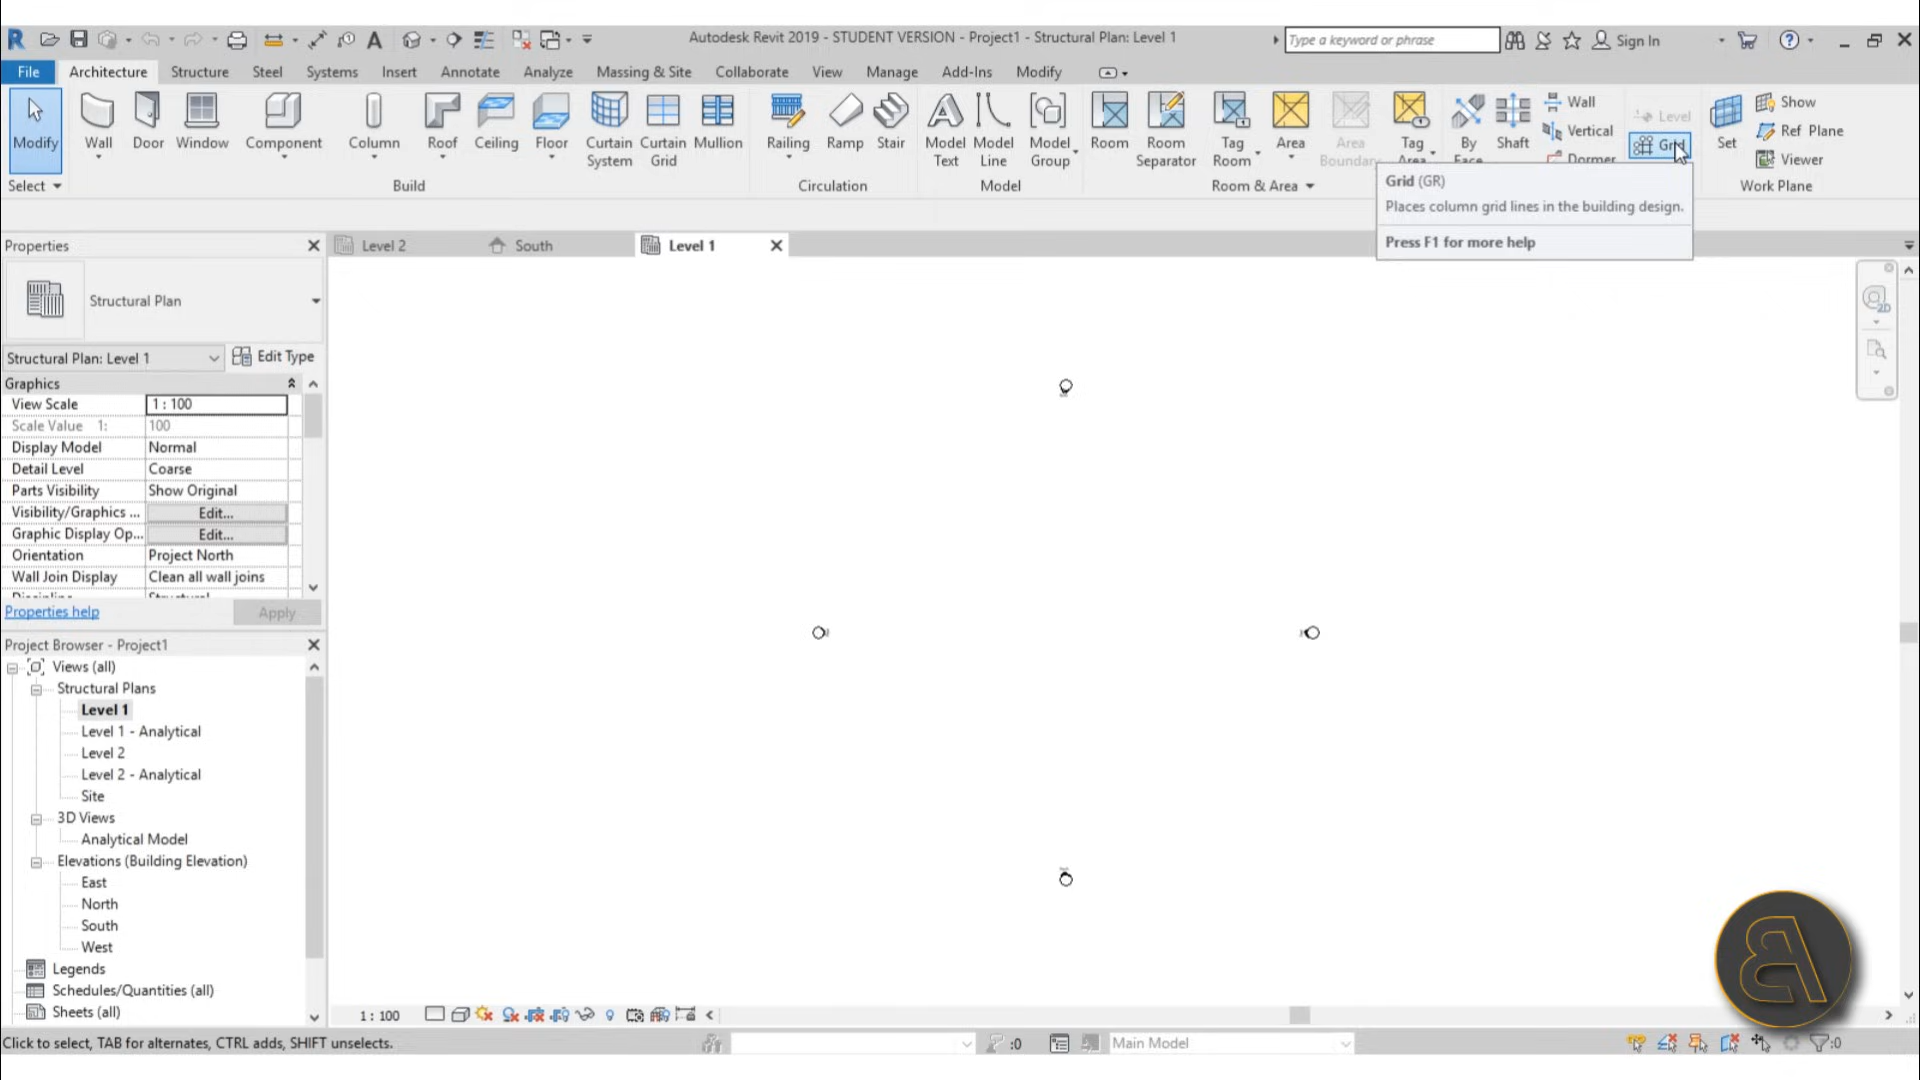 Autodesk Revit 2019 - STUDENT VERSION - Project1 - Structural Plan: Level 1
Type a keyword or phrase
Sign In
File Architecture Structure Steel Systems Insert Annotate Analyze Massing & Site Collaborate View Manage Add-Ins Modify
Modify
Wall
Door
Window
Component
Column
Roof
Ceiling
Floor
Curtain System
Curtain Grid
Mullion
Railing
Ramp
Stair
Model Text
Model Line
Model Group
Room
Room Separator
Tag Room
Area
Area Boundary
Tag Area
By Face
Shaft
Wall
Vertical
Dormer
Level
Grid
Set
Show
Ref Plane
Viewer
Select
Build
Circulation
Model
Room & Area
Work Plane
Grid (GR)
Places column grid lines in the building design.
Press F1 for more help
Properties
Level 2
South
Level 1
2D
Structural Plan
Structural Plan: Level 1
Edit Type
Graphics
View Scale 1 : 100
Scale Value 1: 100
Display Model Normal
Detail Level Coarse
Parts Visibility Show Original
Visibility/Graphics ... Edit...
Graphic Display Op... Edit...
Orientation Project North
Wall Join Display Clean all wall joins
Discipline Structural
Properties help
Apply
Project Browser - Project1
Views (all)
Structural Plans
Level 1
Level 1 - Analytical
Level 2
Level 2 - Analytical
Site
3D Views
Analytical Model
Elevations (Building Elevation)
East
North
South
West
Legends
Schedules/Quantities (all)
Sheets (all)
1 : 100
Click to select, TAB for alternates, CTRL adds, SHIFT unselects.
:0
Main Model
:0